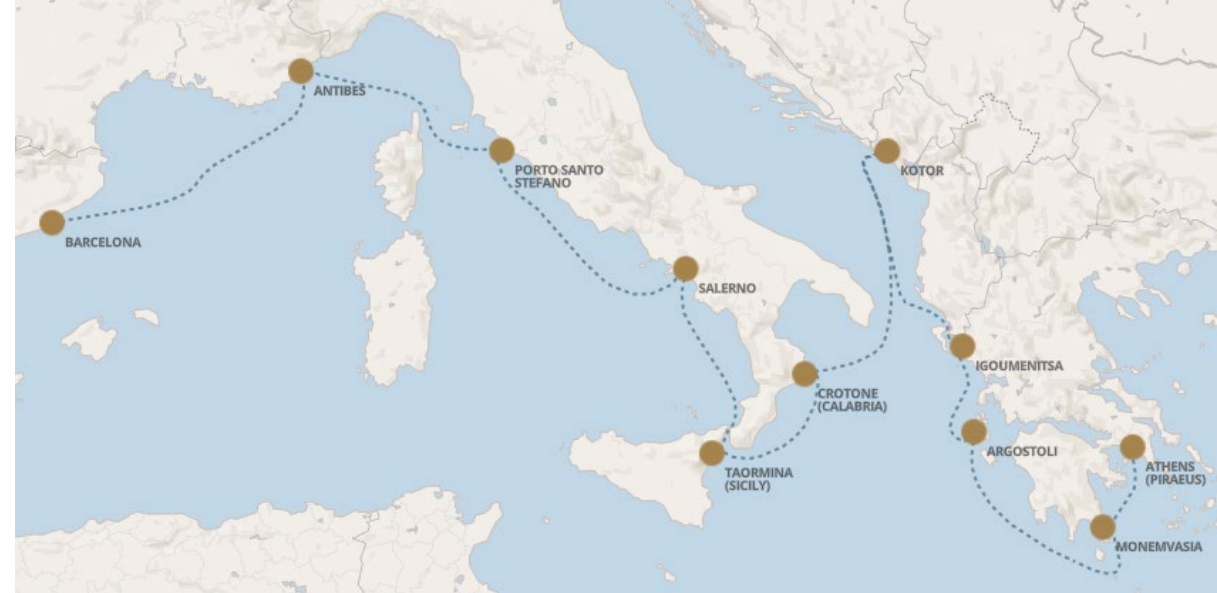 ANTIBES
PORTO SANTO
STEFANO
KOTOR
BARCELONA
SALERNO
IGOUMENITSA
CROTONE
(CALABRIA)
ARGOSTOLI
ATHENS
(PIRAEUS)
TAORMINA
(SICILY)
MONEMVASIA